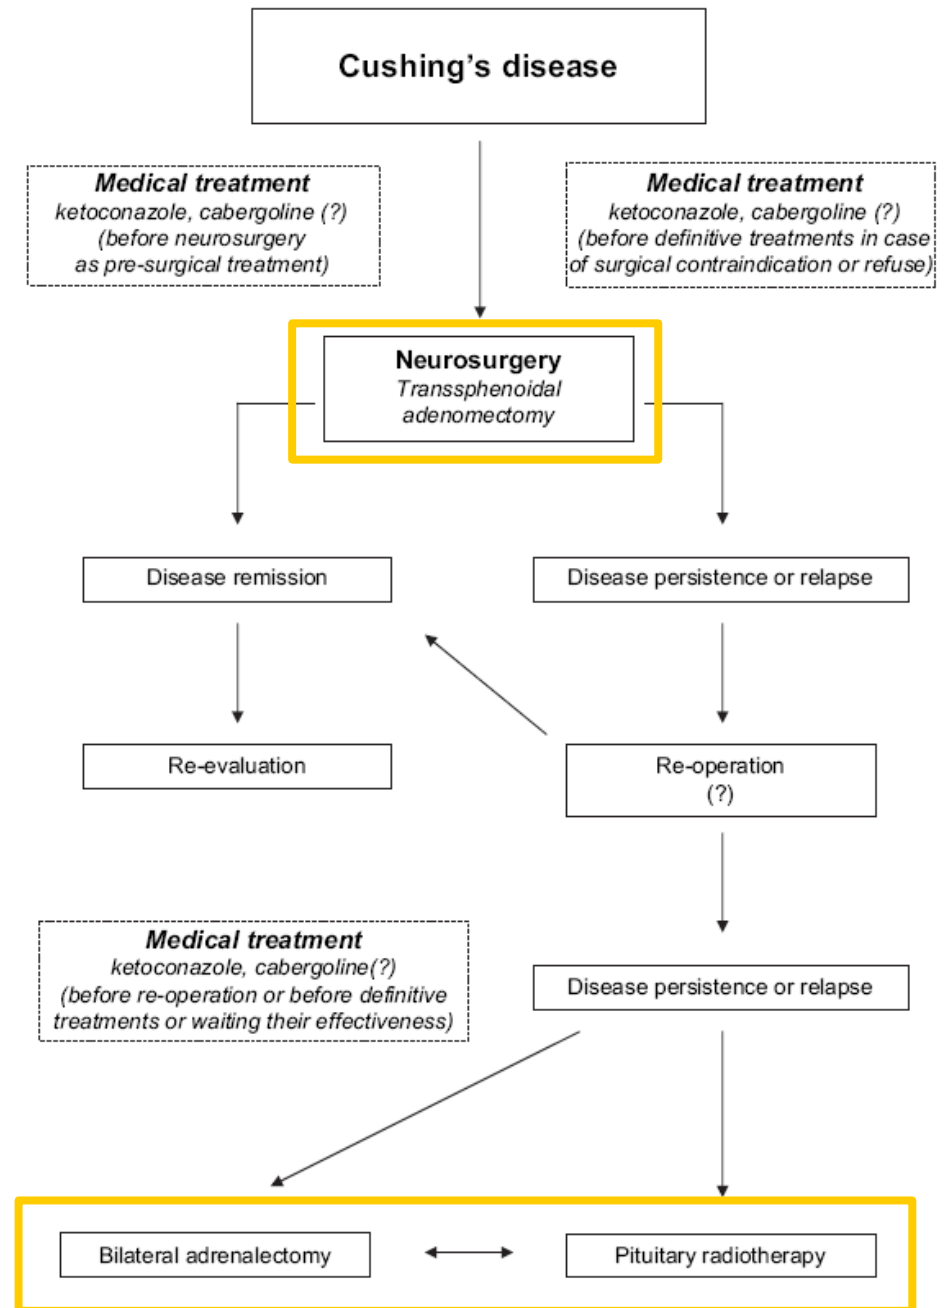 Cushing's disease
Medical treatment
ketoconazole, cabergoline (?)
(before neurosurgery
as pre-surgical treatment)
Medical treatment
ketoconazole, cabergoline (?)
(before definitive treatments in case
of surgical contraindication or refuse)
Neurosurgery
Transsphenoidal
adenomectomy
Disease remission
Disease persistence or relapse
Re-evaluation
Re-operation
(?)
Medical treatment
ketoconazole, cabergoline(?)
(before re-operation or before definitive
treatments or waiting their effectiveness)
Disease persistence or relapse
Bilateral adrenalectomy
Pituitary radiotherapy